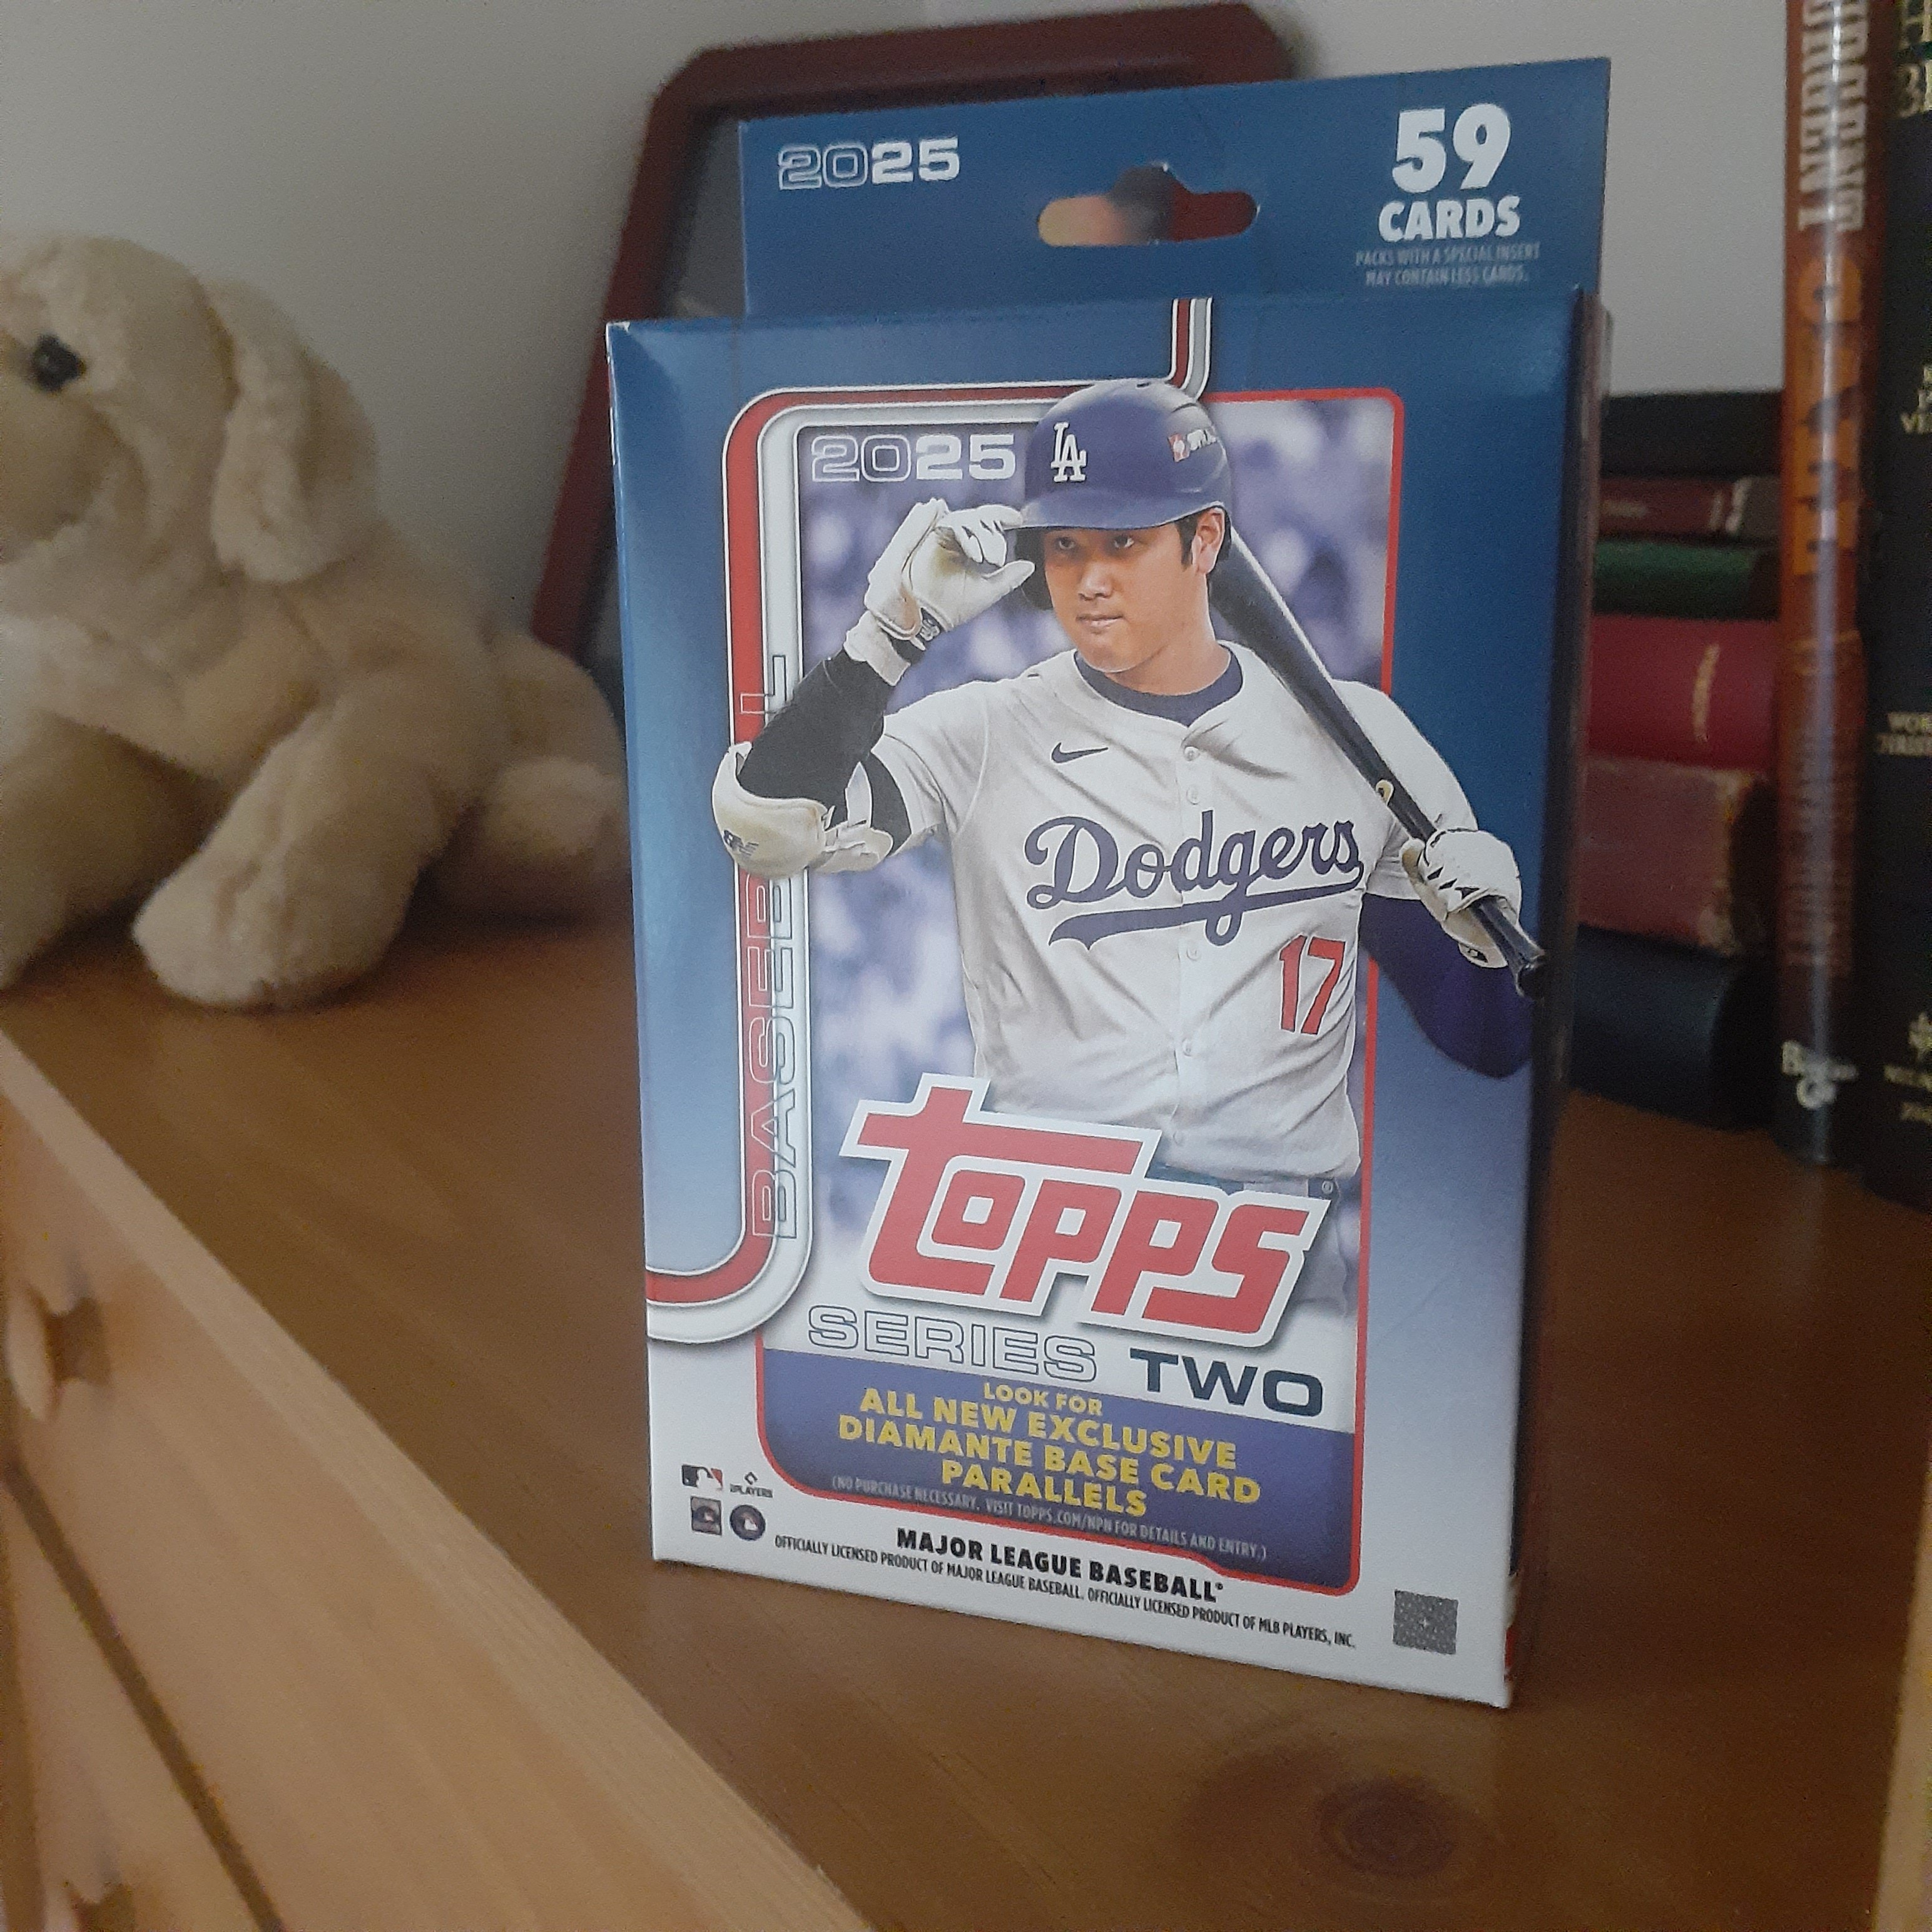 2025
59
CARDS
PACKS WITH A SPECIAL INSERT
MAY CONTAIN LESS CARDS.
2025
LA
BASEBALL
Dodgers
17
topps
SERIES TWO
LOOK FOR
ALL NEW EXCLUSIVE
DIAMANTE BASE CARD
PARALLELS
(NO PURCHASE NECESSARY. VISIT TOPPS.COM/NPN FOR DETAILS AND ENTRY.)
PLAYERS
MAJOR LEAGUE BASEBALL®
OFFICIALLY LICENSED PRODUCT OF MAJOR LEAGUE BASEBALL. OFFICIALLY LICENSED PRODUCT OF MLB PLAYERS, INC.